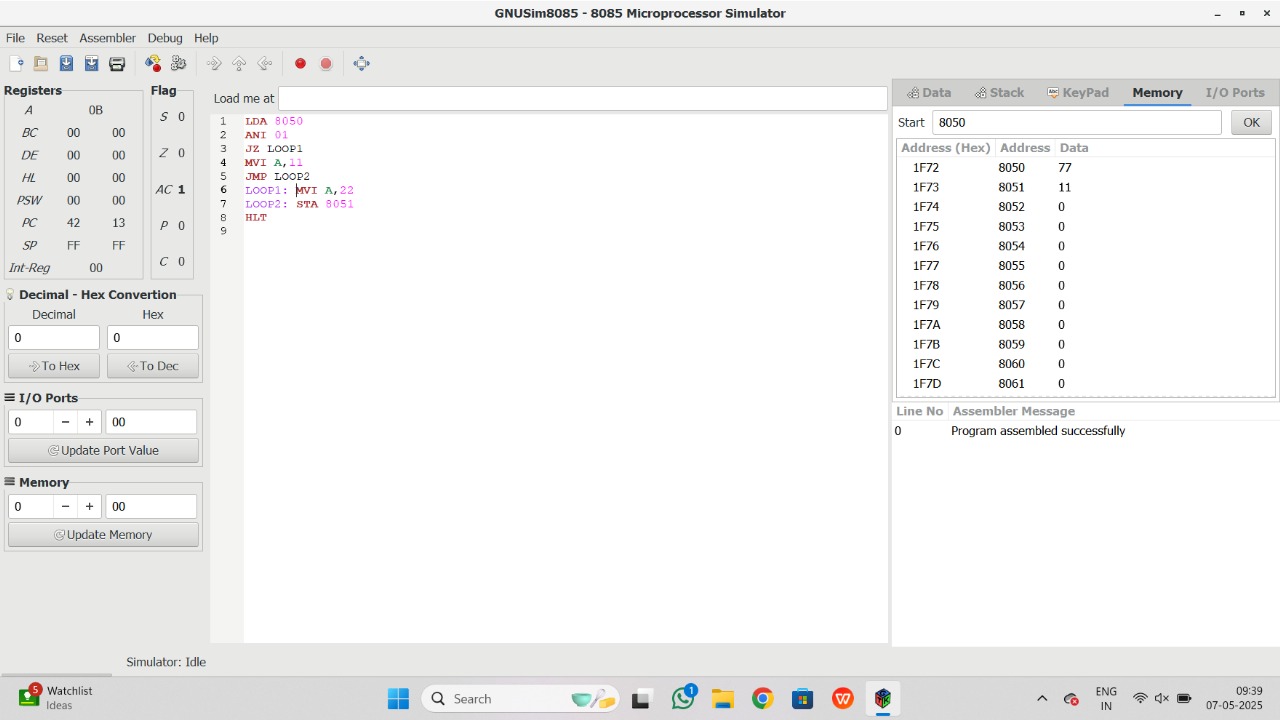 GNUSim8085 - 8085 Microprocessor Simulator
File Reset Assembler Debug Help
Registers
A 0B
BC 00 00
DE 00 00
HL 00 00
PSW 00 00
PC 42 13
SP FF FF
Int-Reg 00
Flag
S 0
Z 0
AC 1
P 0
C 0
Decimal - Hex Convertion
Decimal Hex
0 0
To Hex To Dec
I/O Ports
0 - + 00
Update Port Value
Memory
0 - + 00
Update Memory
Load me at
1 LDA 8050
2 ANI 01
3 JZ LOOP1
4 MVI A,11
5 JMP LOOP2
6 LOOP1: MVI A,22
7 LOOP2: STA 8051
8 HLT
9
Data Stack KeyPad Memory I/O Ports
Start 8050 OK
Address (Hex) Address Data
1F72 8050 77
1F73 8051 11
1F74 8052 0
1F75 8053 0
1F76 8054 0
1F77 8055 0
1F78 8056 0
1F79 8057 0
1F7A 8058 0
1F7B 8059 0
1F7C 8060 0
1F7D 8061 0
Line No Assembler Message
0 Program assembled successfully
Simulator: Idle
5 Watchlist
Ideas
Search
1
W
ENG
IN
09:39
07-05-2025